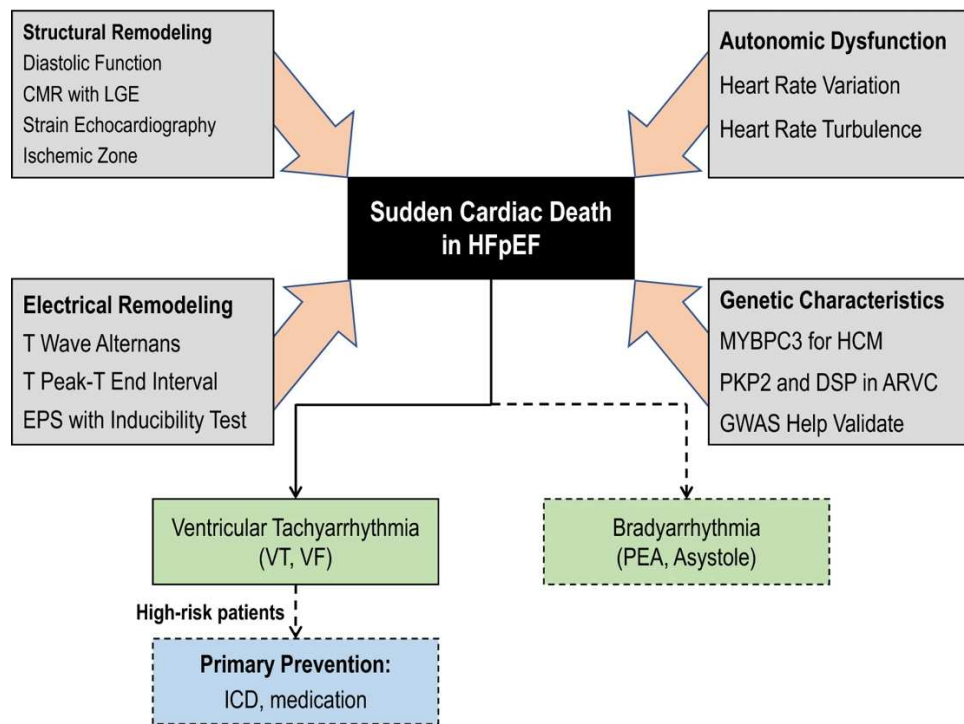 Structural Remodeling
Diastolic Function
CMR with LGE
Strain Echocardiography
Ischemic Zone
Autonomic Dysfunction
Heart Rate Variation
Heart Rate Turbulence
Sudden Cardiac Death
in HFpEF
Electrical Remodeling
T Wave Alternans
T Peak-T End Interval
EPS with Inducibility Test
Genetic Characteristics
MYBPC3 for HCM
PKP2 and DSP in ARVC
GWAS Help Validate
Ventricular Tachyarrhythmia
(VT, VF)
Bradyarrhythmia
(PEA, Asystole)
High-risk patients
Primary Prevention:
ICD, medication